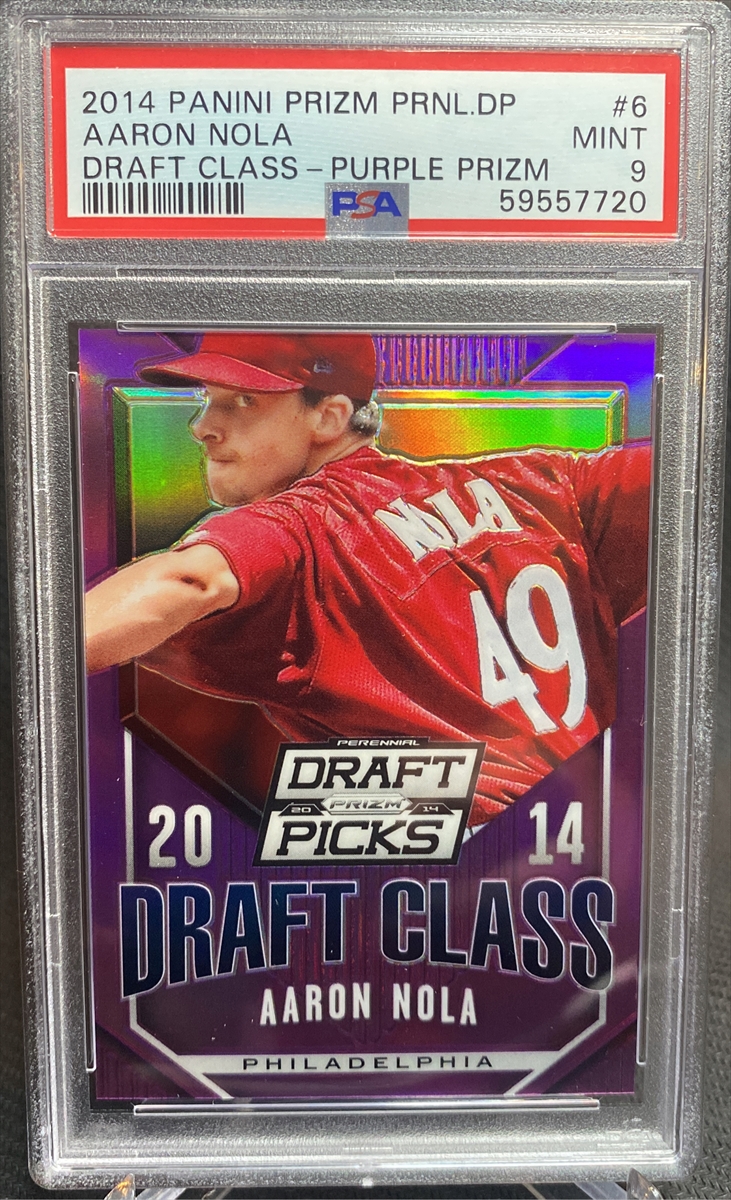 2014 PANINI PRIZM PRNL.DP #6
AARON NOLA MINT
DRAFT CLASS – PURPLE PRIZM 9
PSA 59557720
NOLA
49
PERENNIAL
DRAFT
20 PRIZM 14
PICKS
20 14
DRAFT CLASS
AARON NOLA
PHILADELPHIA